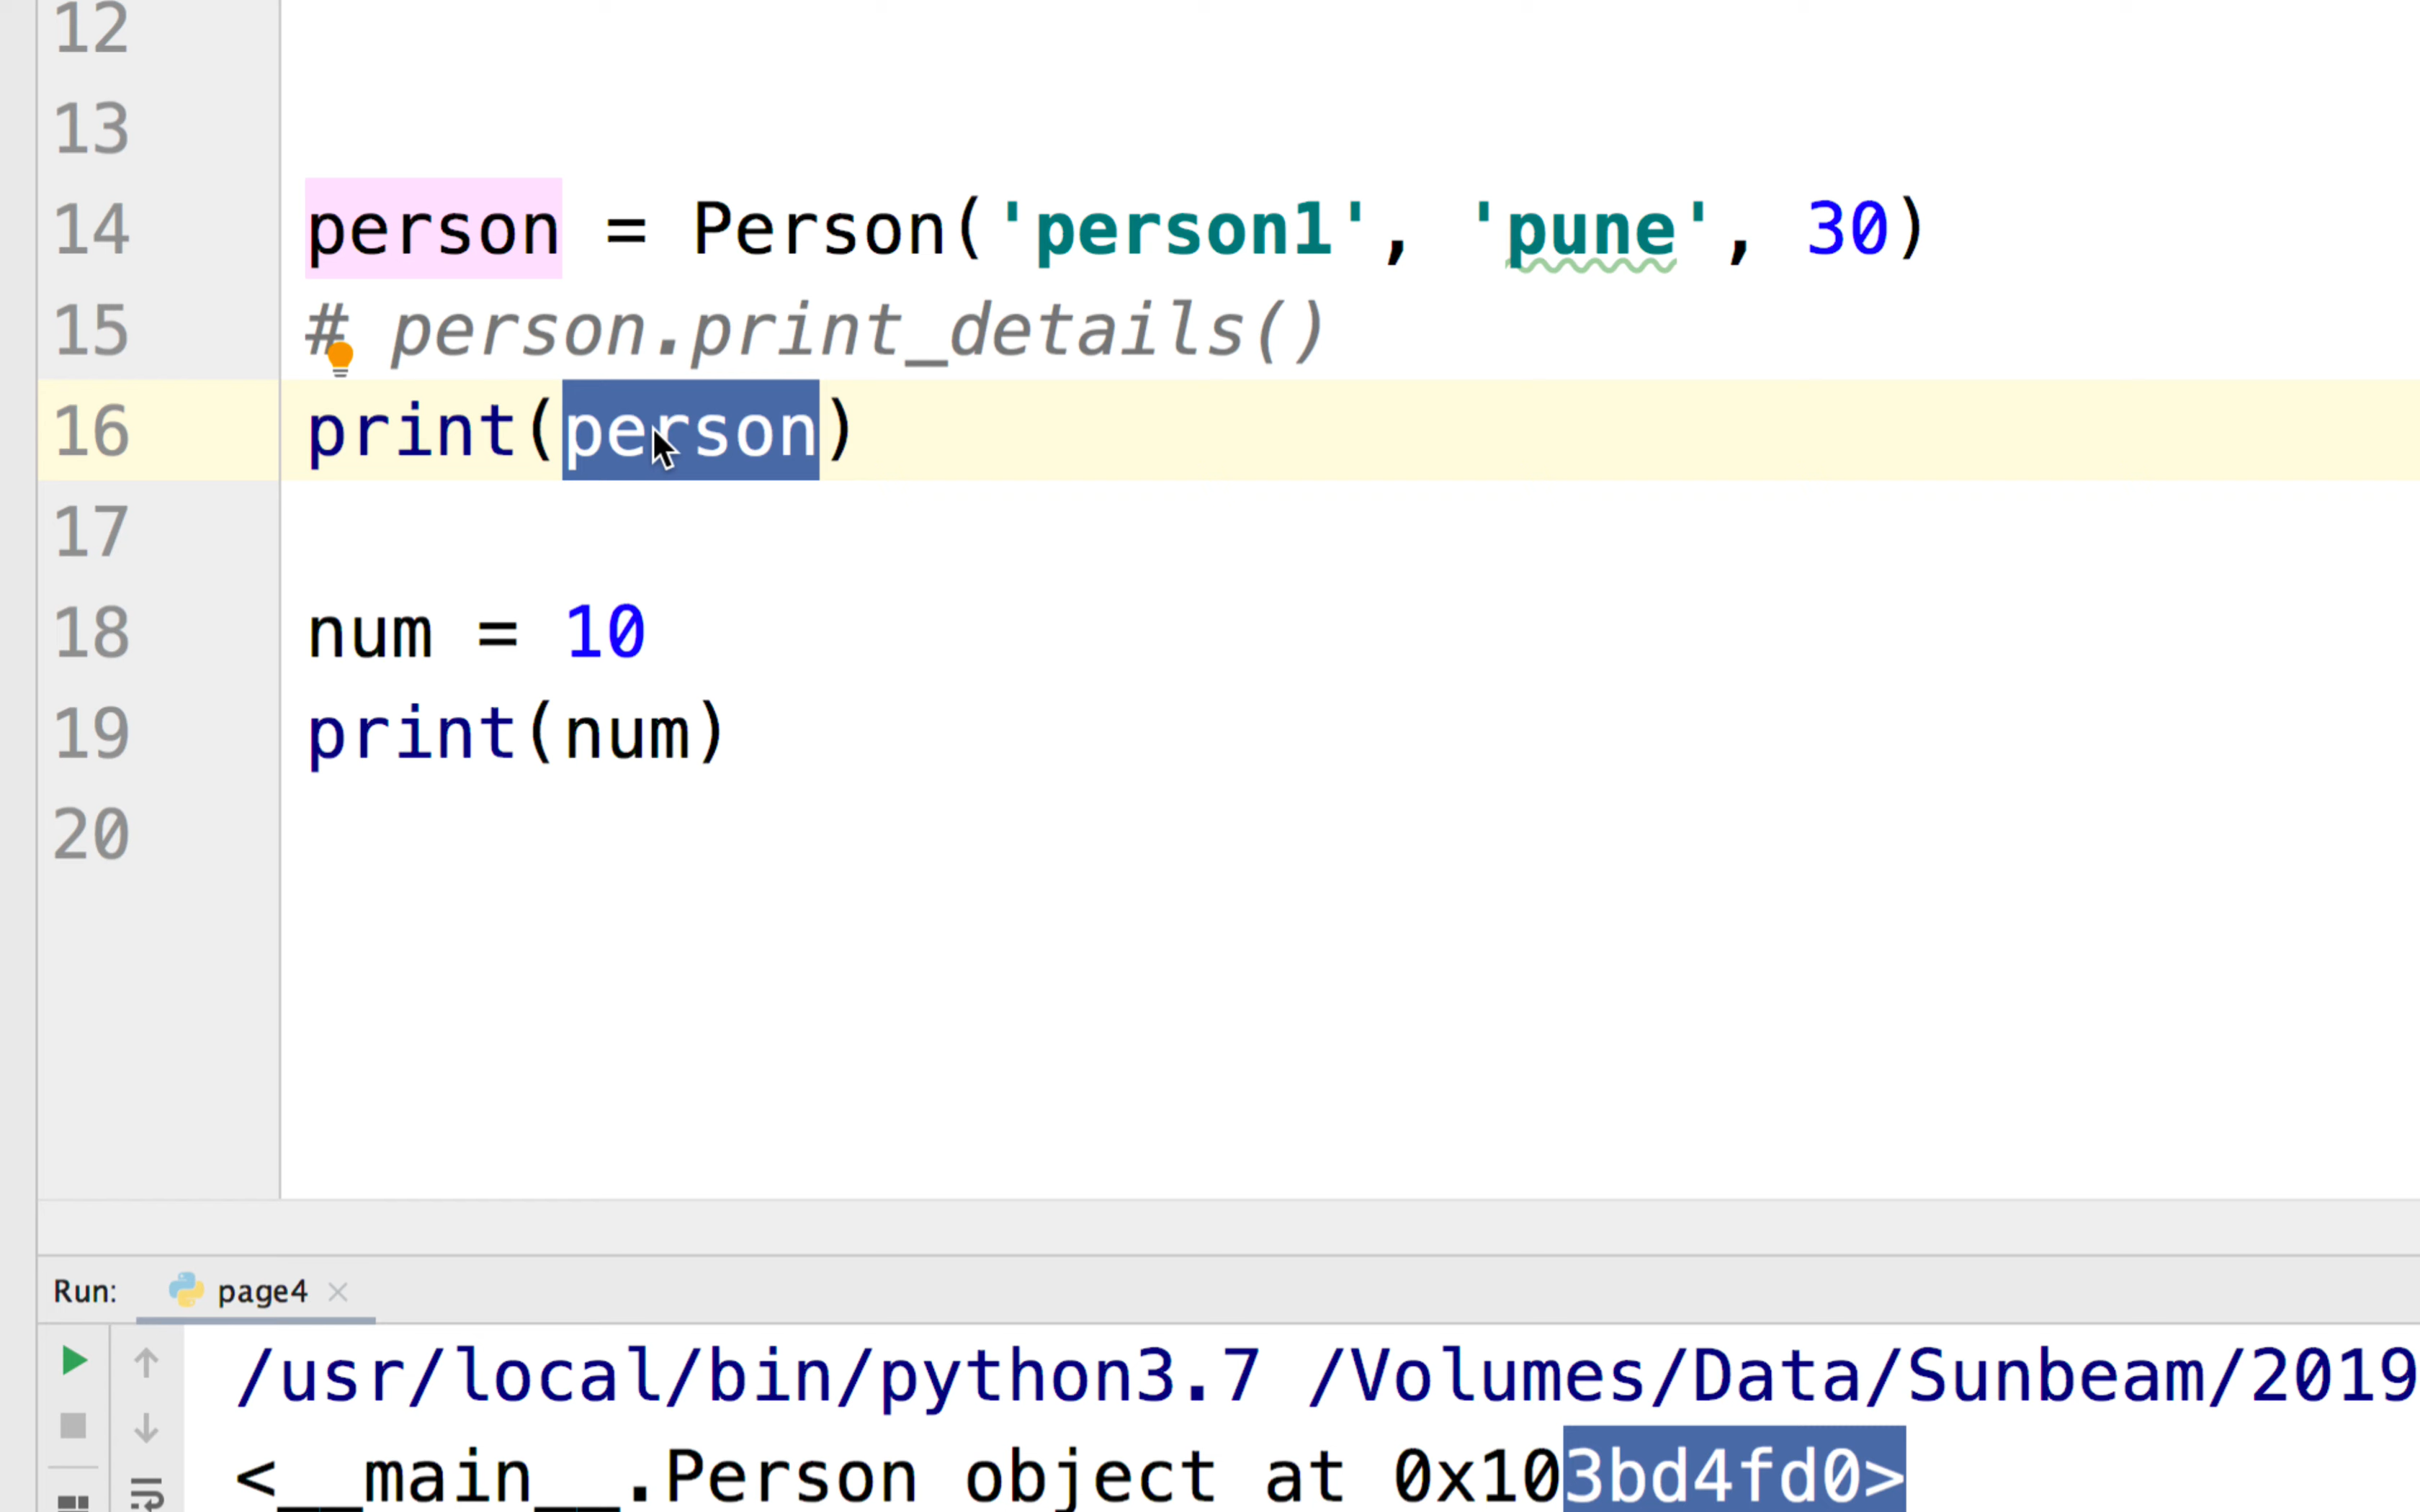 12
13
14 person = Person('person1', 'pune', 30)
15 # person.print_details()
16 print(person)
17
18 num = 10
19 print(num)
20
Run: page4
/usr/local/bin/python3.7 /Volumes/Data/Sunbeam/2019
<__main__.Person object at 0x103bd4fd0>